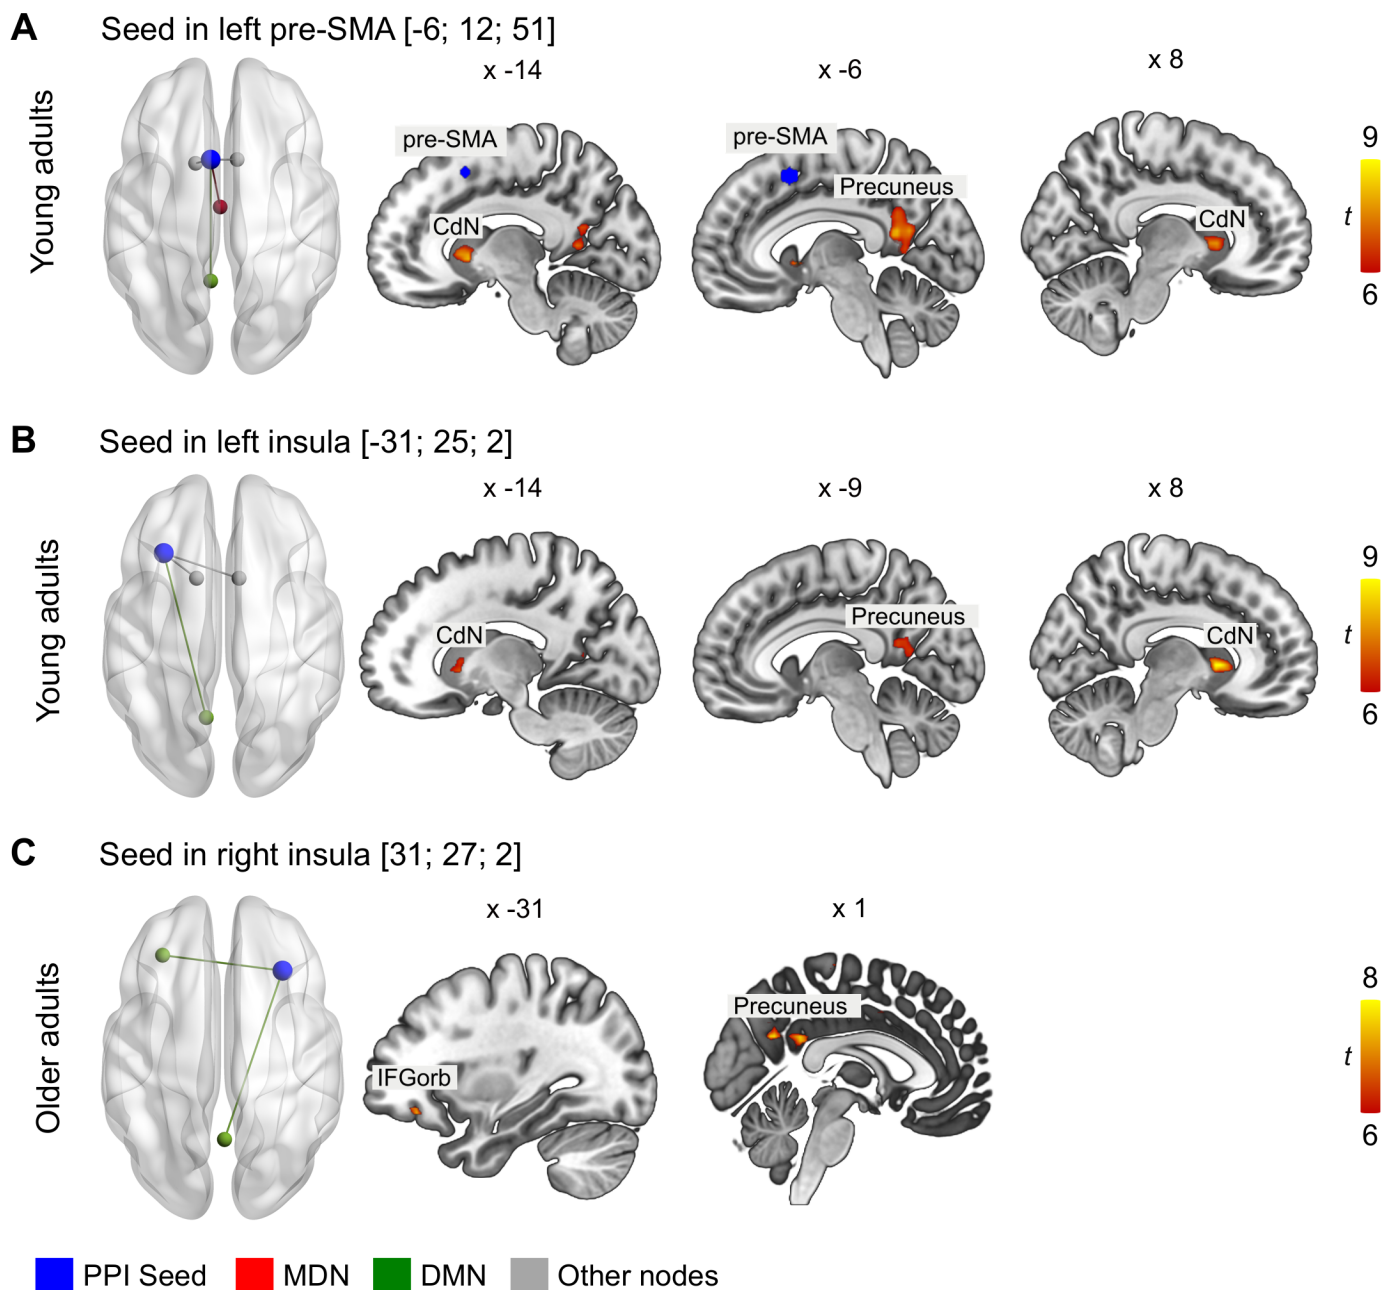 A Seed in left pre-SMA [-6; 12; 51]
Young adults
x -14
x -6
x 8
pre-SMA
CdN
pre-SMA
Precuneus
CdN
9
t
6
B Seed in left insula [-31; 25; 2]
Young adults
x -14
x -9
x 8
CdN
Precuneus
CdN
9
t
6
C Seed in right insula [31; 27; 2]
Older adults
x -31
x 1
IFGorb
Precuneus
8
t
6
PPI Seed MDN DMN Other nodes